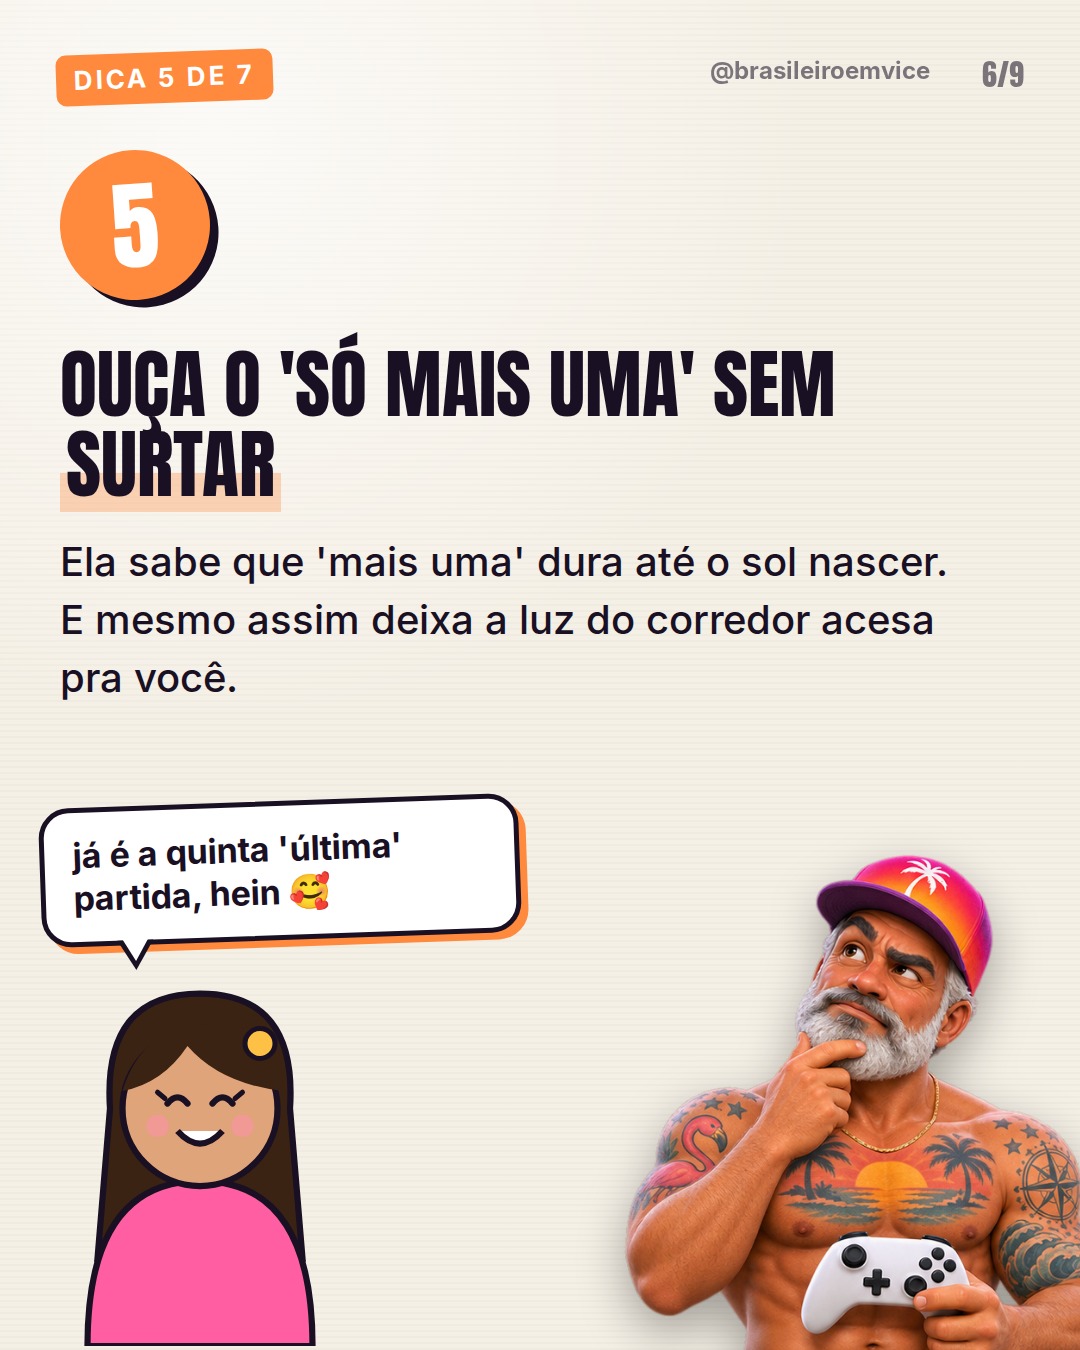 DICA 5 DE 7
@brasileiroemvice
6/9
5
OUÇA O 'SÓ MAIS UMA' SEM
SURTAR
Ela sabe que 'mais uma' dura até o sol nascer.
E mesmo assim deixa a luz do corredor acesa
pra você.
já é a quinta 'última'
partida, hein 🥰